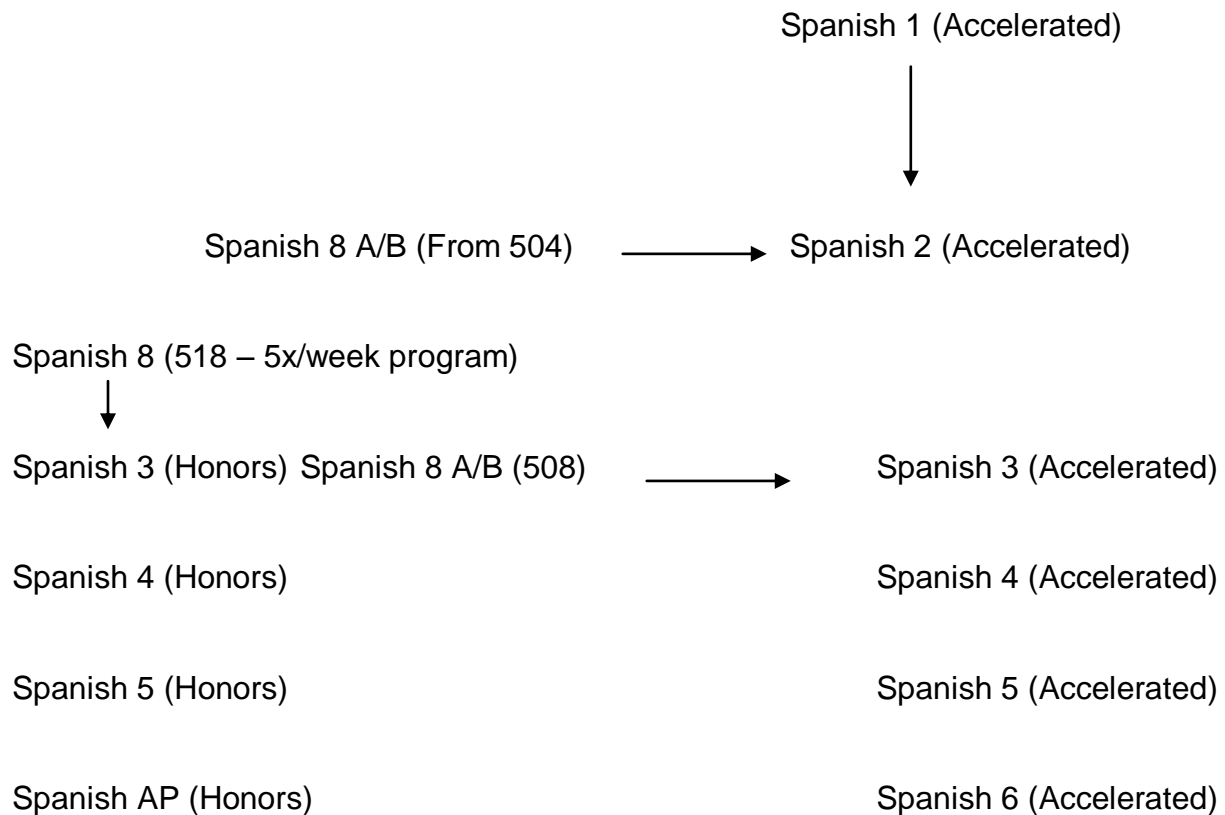 Spanish 1 (Accelerated)
Spanish 8 A/B (From 504) Spanish 2 (Accelerated)
Spanish 8 (518 – 5x/week program)
Spanish 3 (Honors) Spanish 8 A/B (508) Spanish 3 (Accelerated)
Spanish 4 (Honors) Spanish 4 (Accelerated)
Spanish 5 (Honors) Spanish 5 (Accelerated)
Spanish AP (Honors) Spanish 6 (Accelerated)